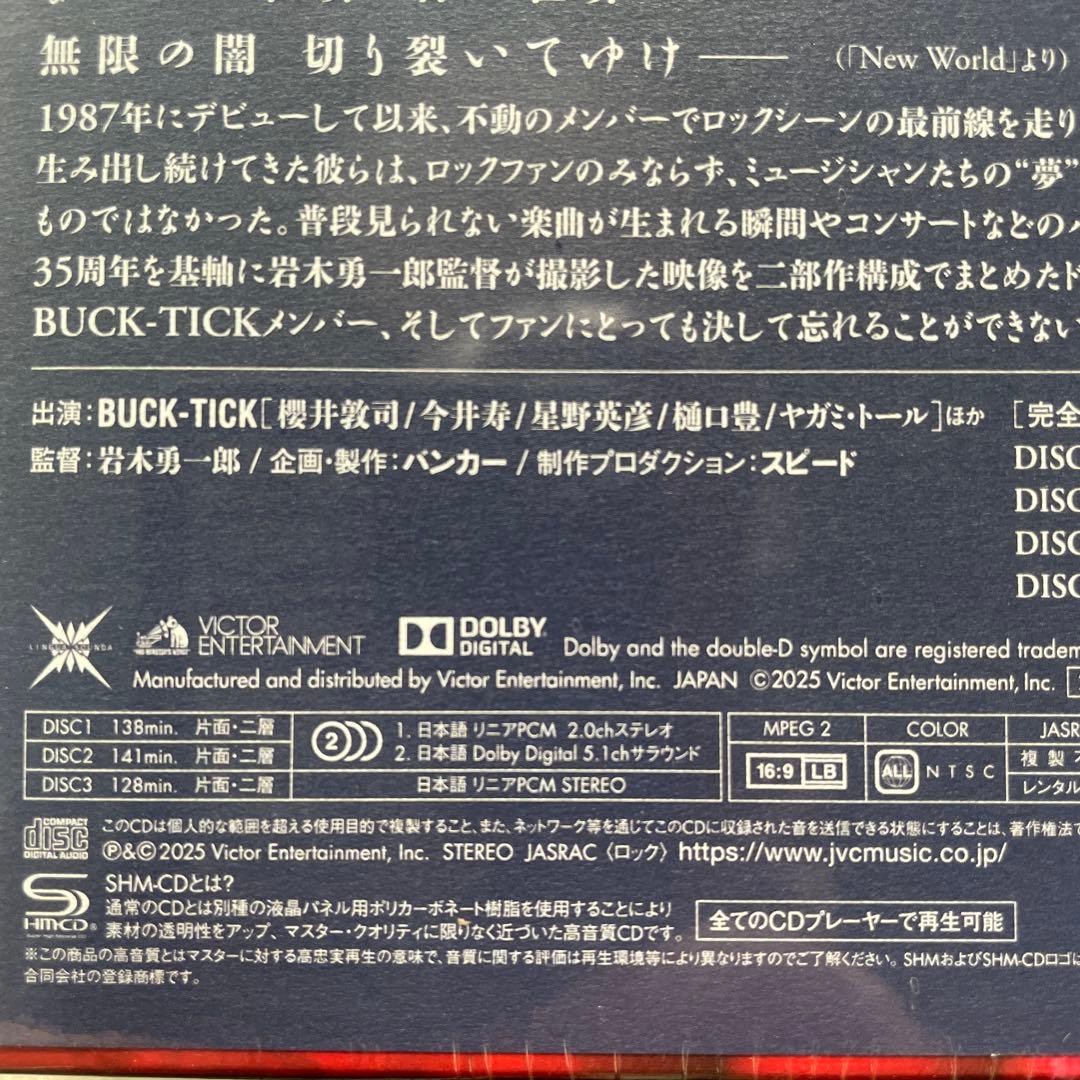 無限の闇 切り裂いてゆけ―― (「New World」より)
1987年にデビューして以来、不動のメンバーでロックシーンの最前線を走り
生み出し続けてきた彼らは、ロックファンのみならず、ミュージシャンたちの“夢”
ものではなかった。普段見られない楽曲が生まれる瞬間やコンサートなどの
35周年を基軸に岩木勇一郎監督が撮影した映像を二部作構成でまとめたド
BUCK-TICKメンバー、そしてファンにとっても決して忘れることができない
出演:BUCK-TICK[櫻井敦司/今井寿/星野英彦/樋口豊/ヤガミ・トール]ほか [完全
監督:岩木勇一郎 / 企画・製作:バンカー / 制作プロダクション:スピード DISC
DISC
DISC
DISC
LINGUA SOUNDA
VICTOR ENTERTAINMENT
"HIS MASTER'S VOICE"
DOLBY DIGITAL
Dolby and the double-D symbol are registered tradem
Manufactured and distributed by Victor Entertainment, Inc. JAPAN ©2025 Victor Entertainment, Inc.
DISC1 138min. 片面・二層
DISC2 141min. 片面・二層
DISC3 128min. 片面・二層
2
1. 日本語 リニアPCM 2.0chステレオ
2. 日本語 Dolby Digital 5.1chサラウンド
日本語 リニアPCM STEREO
MPEG 2 COLOR JASR
16:9 LB ALL NTSC 複製
レンタル
COMPACT disc DIGITAL AUDIO
このCDは個人的な範囲を超える使用目的で複製すること、また、ネットワーク等を通じてこのCDに収録された音を送信できる状態にすることは、著作権法で
Ⓟ&©2025 Victor Entertainment, Inc. STEREO JASRAC 〈ロック〉 https://www.jvcmusic.co.jp/
SHM-CD®
SHM-CDとは?
通常のCDとは別種の液晶パネル用ポリカーボネート樹脂を使用することにより
素材の透明性をアップ、マスター・クオリティに限りなく近づいた高音質CDです。
全てのCDプレーヤーで再生可能
※この商品の高音質とはマスターに対する高忠実再生の意味で、音質に関する評価は再生環境等により異なりますのでご了解ください。SHMおよびSHM-CDロゴは
合同会社の登録商標です。